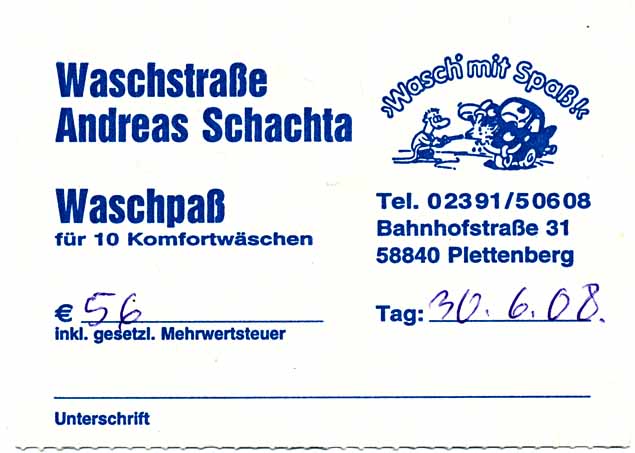 Waschstraße
Andreas Schachta
›Wasch' mit Spaß!‹
Waschpaß
für 10 Komfortwäschen
Tel. 02391/50608
Bahnhofstraße 31
58840 Plettenberg
€ 56
inkl. gesetzl. Mehrwertsteuer
Tag: 30.6.08.
Unterschrift